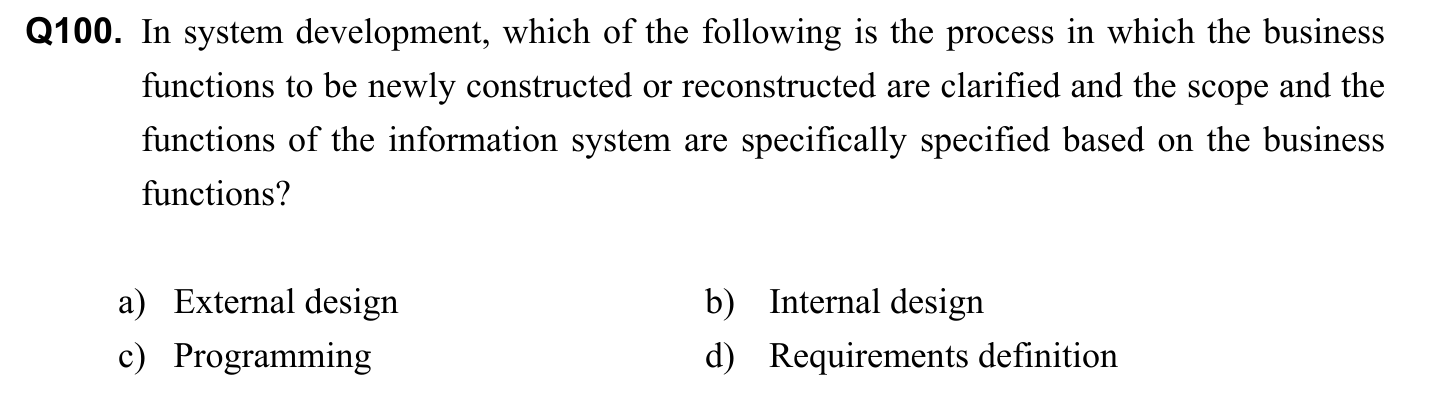 Q100. In system development, which of the following is the process in which the business
functions to be newly constructed or reconstructed are clarified and the scope and the
functions of the information system are specifically specified based on the business
functions?
a) External design b) Internal design
c) Programming d) Requirements definition